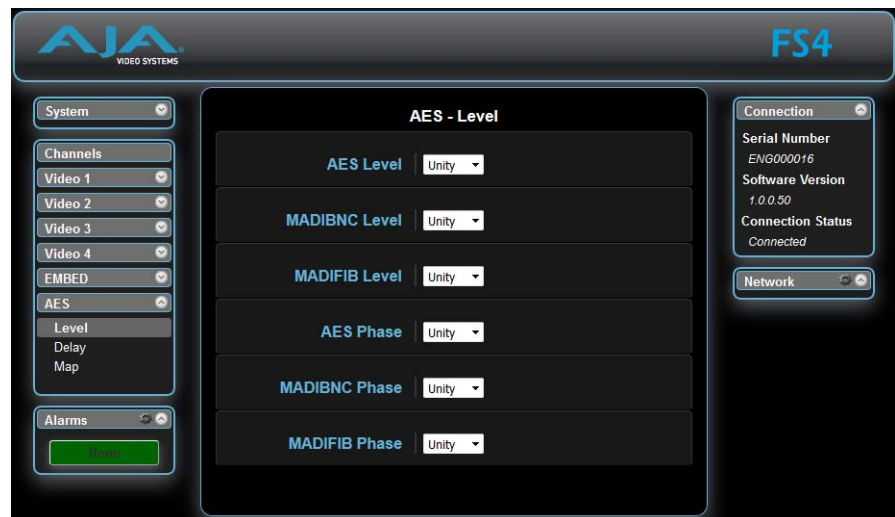 AJA
VIDEO SYSTEMS
FS4
System
Channels
Video 1
Video 2
Video 3
Video 4
EMBED
AES
Level
Delay
Map
Alarms
None
AES - Level
AES Level Unity
MADIBNC Level Unity
MADIFIB Level Unity
AES Phase Unity
MADIBNC Phase Unity
MADIFIB Phase Unity
Connection
Serial Number
ENG000016
Software Version
1.0.0.50
Connection Status
Connected
Network